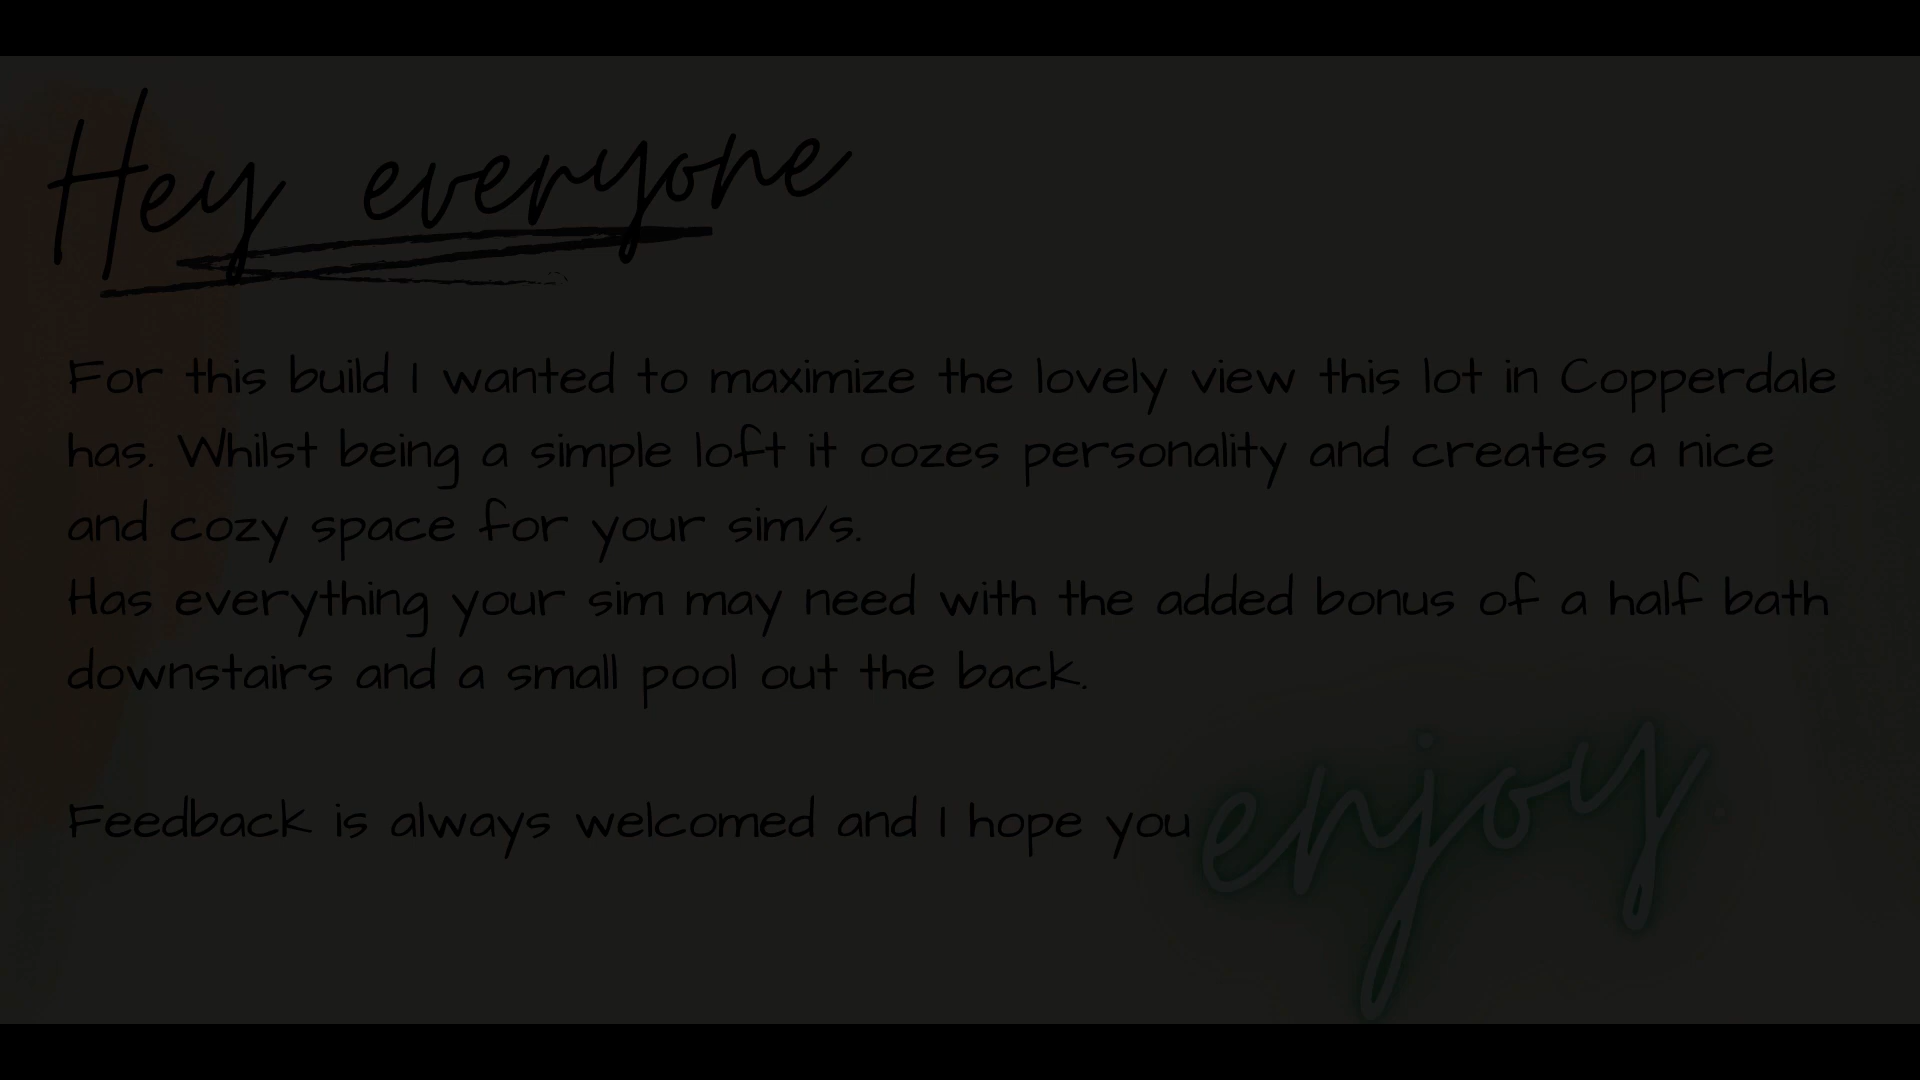 Hey everyone
For this build I wanted to maximize the lovely view this lot in Copperdale
has. Whilst being a simple loft it oozes personality and creates a nice
and cozy space for your sim/s.
Has everything your sim may need with the added bonus of a half bath
downstairs and a small pool out the back.
Feedback is always welcomed and I hope you enjoy.